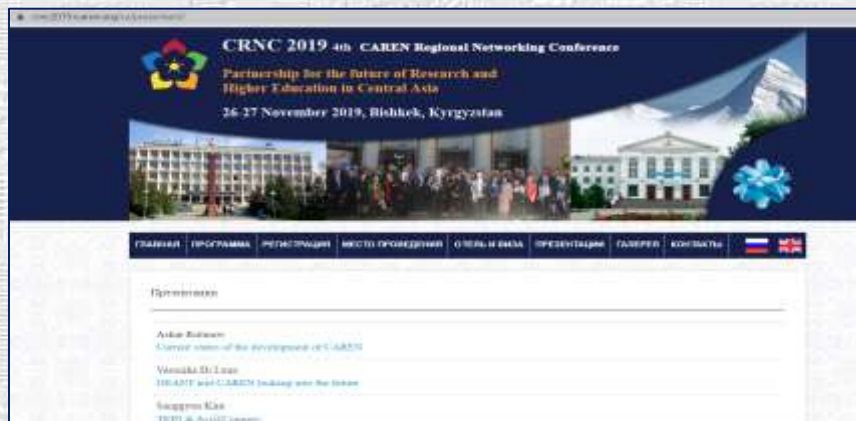 CRNC 2019 4th CAREN Regional Networking Conference
Partnership for the future of Research and
Higher Education in Central Asia
26-27 November 2019, Bishkek, Kyrgyzstan
ГЛАВНАЯ ПРОГРАММА РЕГИСТРАЦИЯ МЕСТО ПРОВЕДЕНИЯ ОТЕЛЬ И ВИЗА ПРЕЗЕНТАЦИИ ГАЛЕРЕЯ КОНТАКТЫ
Презентации
Askar
Current status of the development of CAREN
Veronika Di Luna
GEANT and CAREN looking into the future
Kim